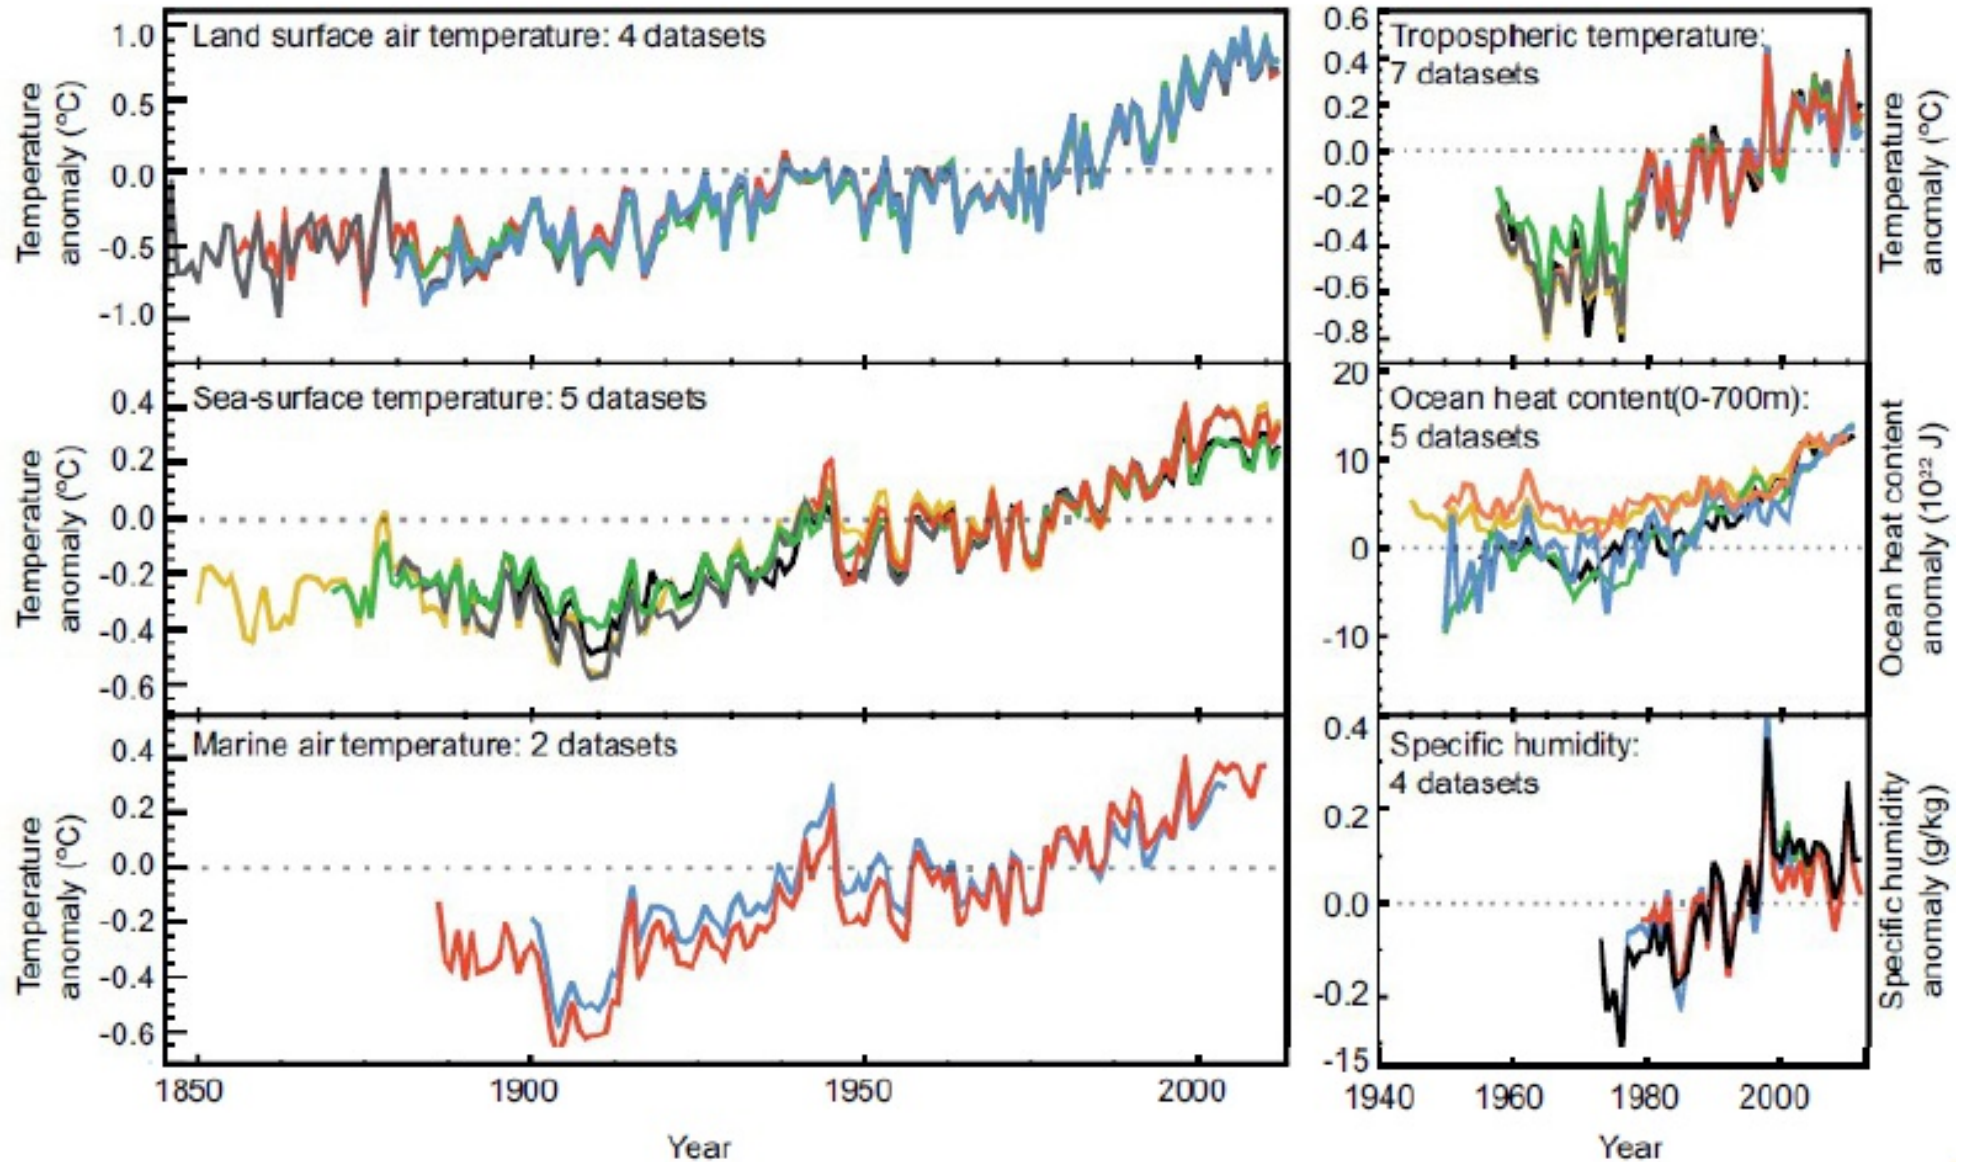 Land surface air temperature: 4 datasets
Temperature
anomaly (°C)
1.0
0.5
0.0
-0.5
-1.0
Tropospheric temperature:
7 datasets
0.6
0.4
0.2
0.0
-0.2
-0.4
-0.6
-0.8
Temperature
anomaly (°C)
Sea-surface temperature: 5 datasets
Temperature
anomaly (°C)
0.4
0.2
0.0
-0.2
-0.4
-0.6
Ocean heat content(0-700m):
5 datasets
20
10
0
-10
Ocean heat content
anomaly (10²² J)
Marine air temperature: 2 datasets
Temperature
anomaly (°C)
0.4
0.2
0.0
-0.2
-0.4
-0.6
Specific humidity:
4 datasets
0.4
0.2
0.0
-0.2
-15
Specific humidity
anomaly (g/kg)
1850 1900 1950 2000
Year
1940 1960 1980 2000
Year